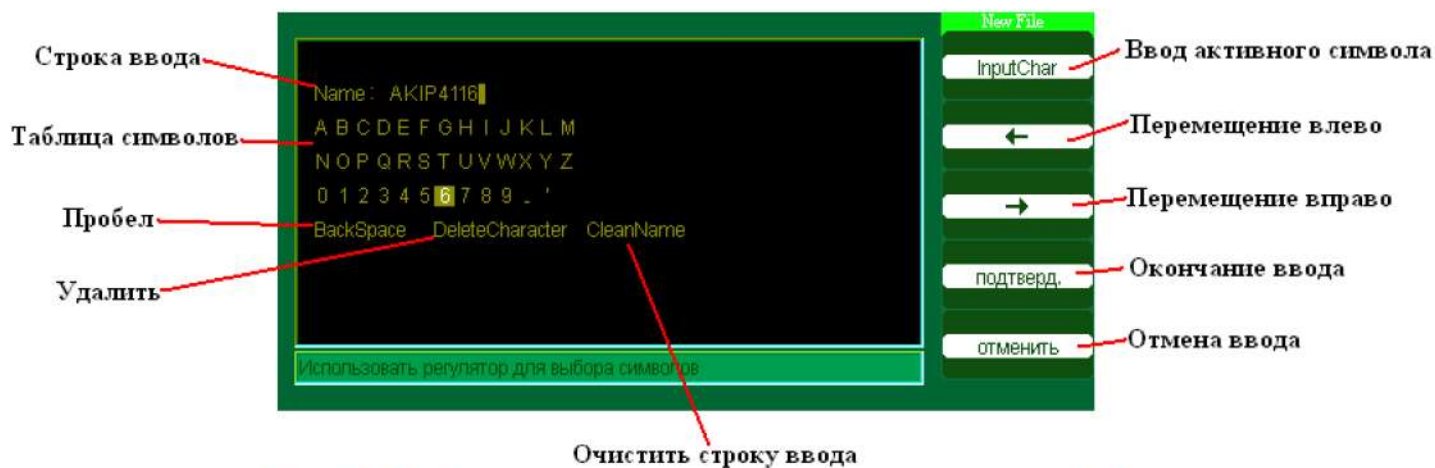 New File
Строка ввода
InputChar
Ввод активного символа
Name: AKIP4116
Таблица символов
A B C D E F G H I J K L M
←
Перемещение влево
N O P Q R S T U V W X Y Z
0 1 2 3 4 5 6 7 8 9 _ '
→
Перемещение вправо
Пробел
BackSpace DeleteCharacter CleanName
Удалить
подтверд.
Окончание ввода
отменить
Отмена ввода
Использовать регулятор для выбора символов
Очистить строку ввода